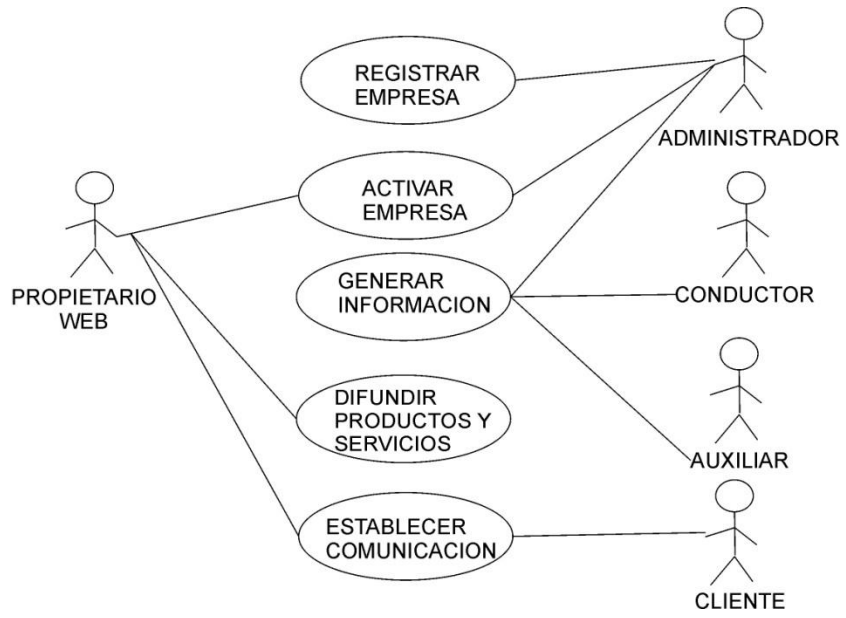 REGISTRAR
EMPRESA
ADMINISTRADOR
ACTIVAR
EMPRESA
PROPIETARIO
WEB
GENERAR
INFORMACION
CONDUCTOR
DIFUNDIR
PRODUCTOS Y
SERVICIOS
AUXILIAR
ESTABLECER
COMUNICACION
CLIENTE